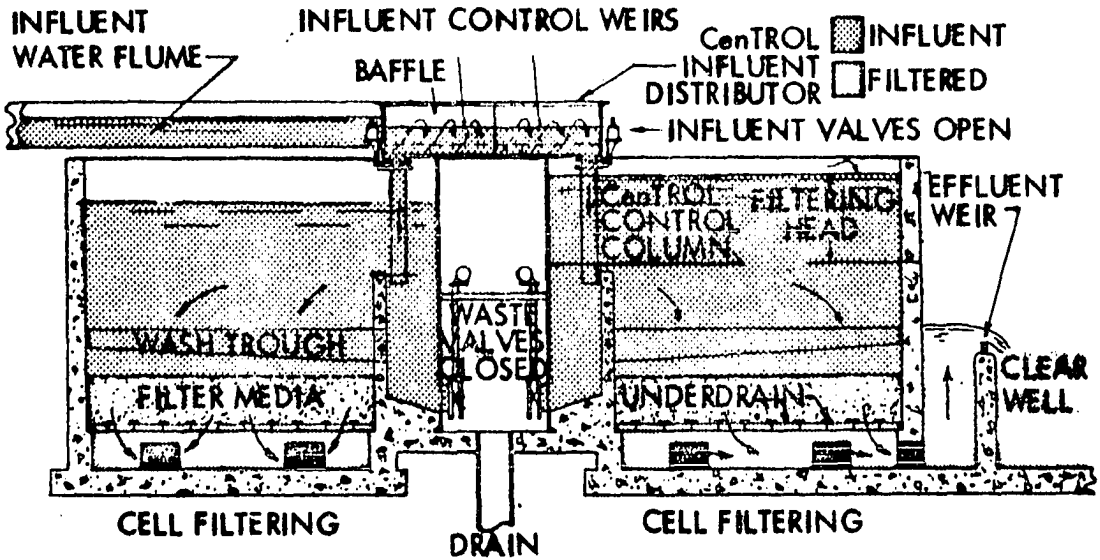 INFLUENT
WATER FLUME
INFLUENT CONTROL WEIRS
BAFFLE
CenTROL
INFLUENT
DISTRIBUTOR
INFLUENT
FILTERED
INFLUENT VALVES OPEN
CenTROL
CONTROL
COLUMN
FILTERING
HEAD
EFFLUENT
WEIR
WASTE
VALVES
CLOSED
WASH TROUGH
FILTER MEDIA
UNDERDRAIN
CLEAR
WELL
CELL FILTERING
DRAIN
CELL FILTERING